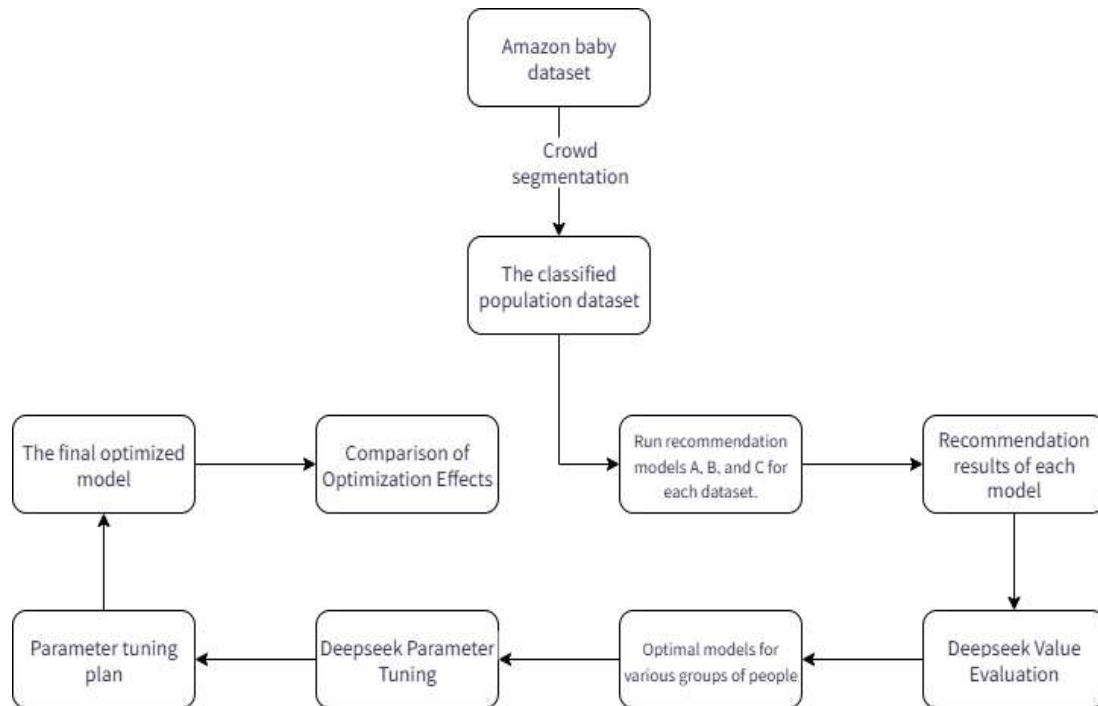 Amazon baby
dataset
Crowd
segmentation
The classified
population dataset
Run recommendation
models A, B, and C for
each dataset.
Recommendation
results of each
model
Deepseek Value
Evaluation
Optimal models for
various groups of people
Deepseek Parameter
Tuning
Parameter tuning
plan
The final optimized
model
Comparison of
Optimization Effects